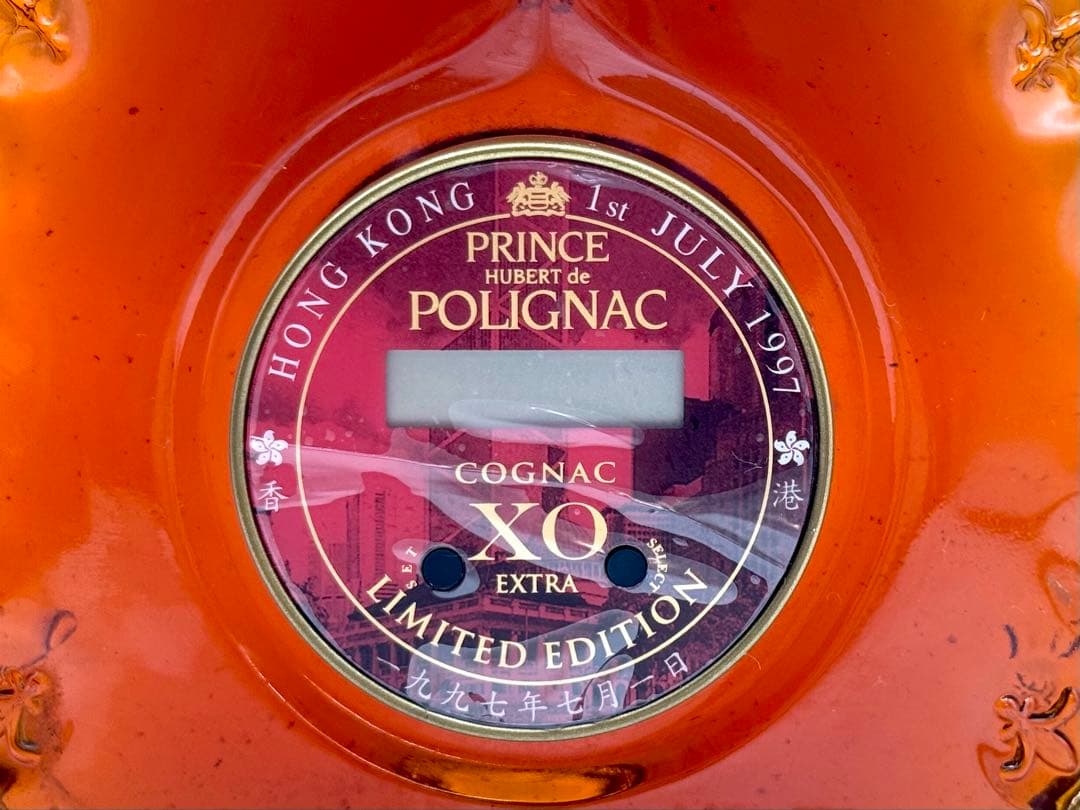 HONG KONG 1st JULY 1997
PRINCE
HUBERT de
POLIGNAC
COGNAC
XO
EXTRA
SET
SELECT
LIMITED EDITION
香港
一九九七年七月一日